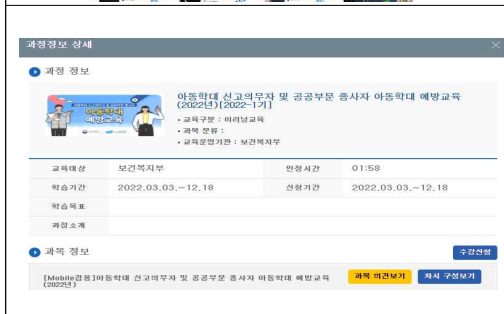 과정정보 상세
과정 정보
아동학대 신고의무자 및 공공부문 종사자 아동학대 예방교육
(2022년)[2022-1기]
• 교육구분 : 이러닝교육
• 과목 분류 :
• 교육운영기관 : 보건복지부
아동학대
예방교육
교육대상 보건복지부 인정시간 01:58
학습기간 2022.03.03.~12.18 신청기간 2022.03.03.~12.18
학습목표
과정소개
과목 정보 수강신청
[Mobile겸용]아동학대 신고의무자 및 공공부문 종사자 아동학대 예방교육 과목 의견보기 차시 구성보기
(2022년)